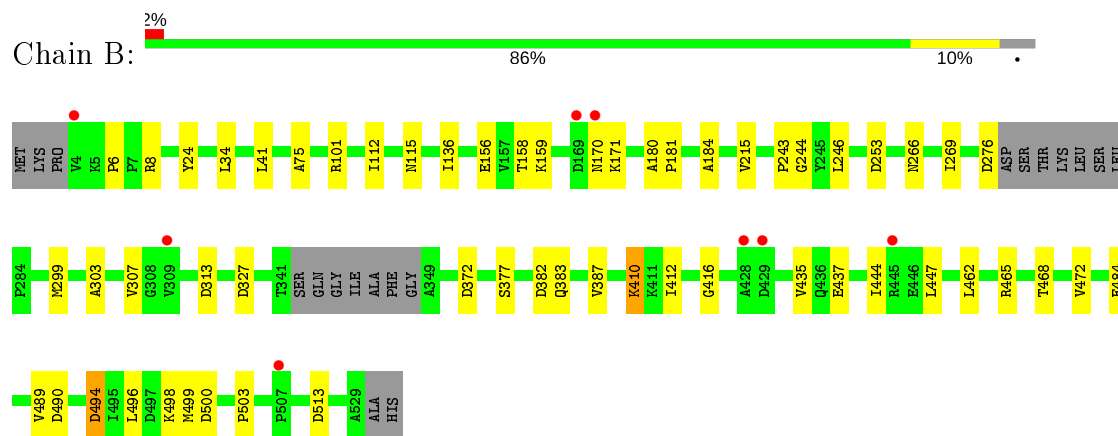 2%
Chain B:
86% 10% •
MET LYS PRO V4 K5 P6 P7 R8 Y24 L34 L41 A75 R101 I112 N115 I136 E156 V157 T158 K159 D169 N170 K171 A180 P181 A184 V215 P243 G244 Y245 L246 D253 N266 I269 D276 ASP SER THR LYS LEU SER LEU
P284 M299 A303 V307 G308 V309 D313 D327 T341 SER GLN GLY ILE ALA PHE GLY A349 D372 S377 D382 Q383 V387 K410 K411 I412 G416 A428 D429 V435 Q436 E437 I444 R445 E446 L447 L462 R465 T468 V472
V489 D490 D494 I495 L496 D497 K498 M499 D500 P503 P507 D513 A529 ALA HIS